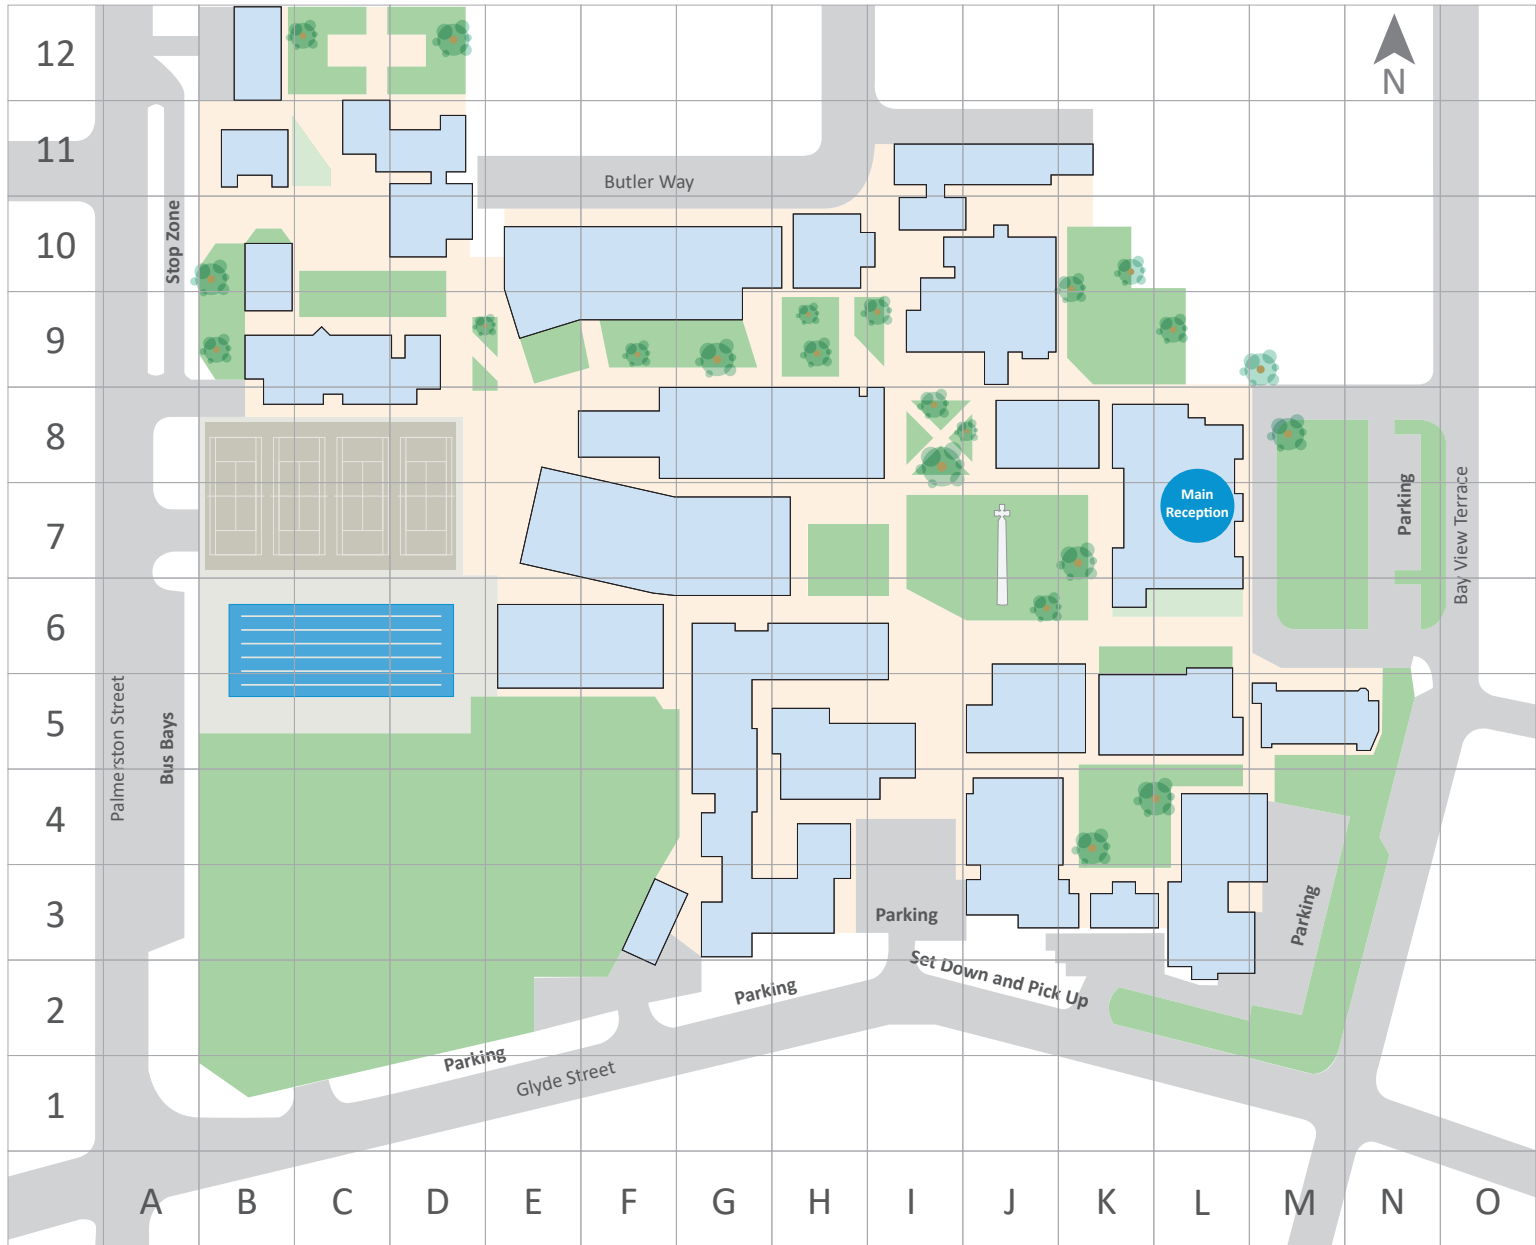 12
N
11
Butler Way
10
Stop Zone
9
8
Main
Reception
Parking
Bay View Terrace
7
6
Palmerston Street
Bus Bays
5
4
Parking
Parking
3
Set Down and Pick Up
Parking
2
Parking
Glyde Street
1
A B C D E F G H I J K L M N O